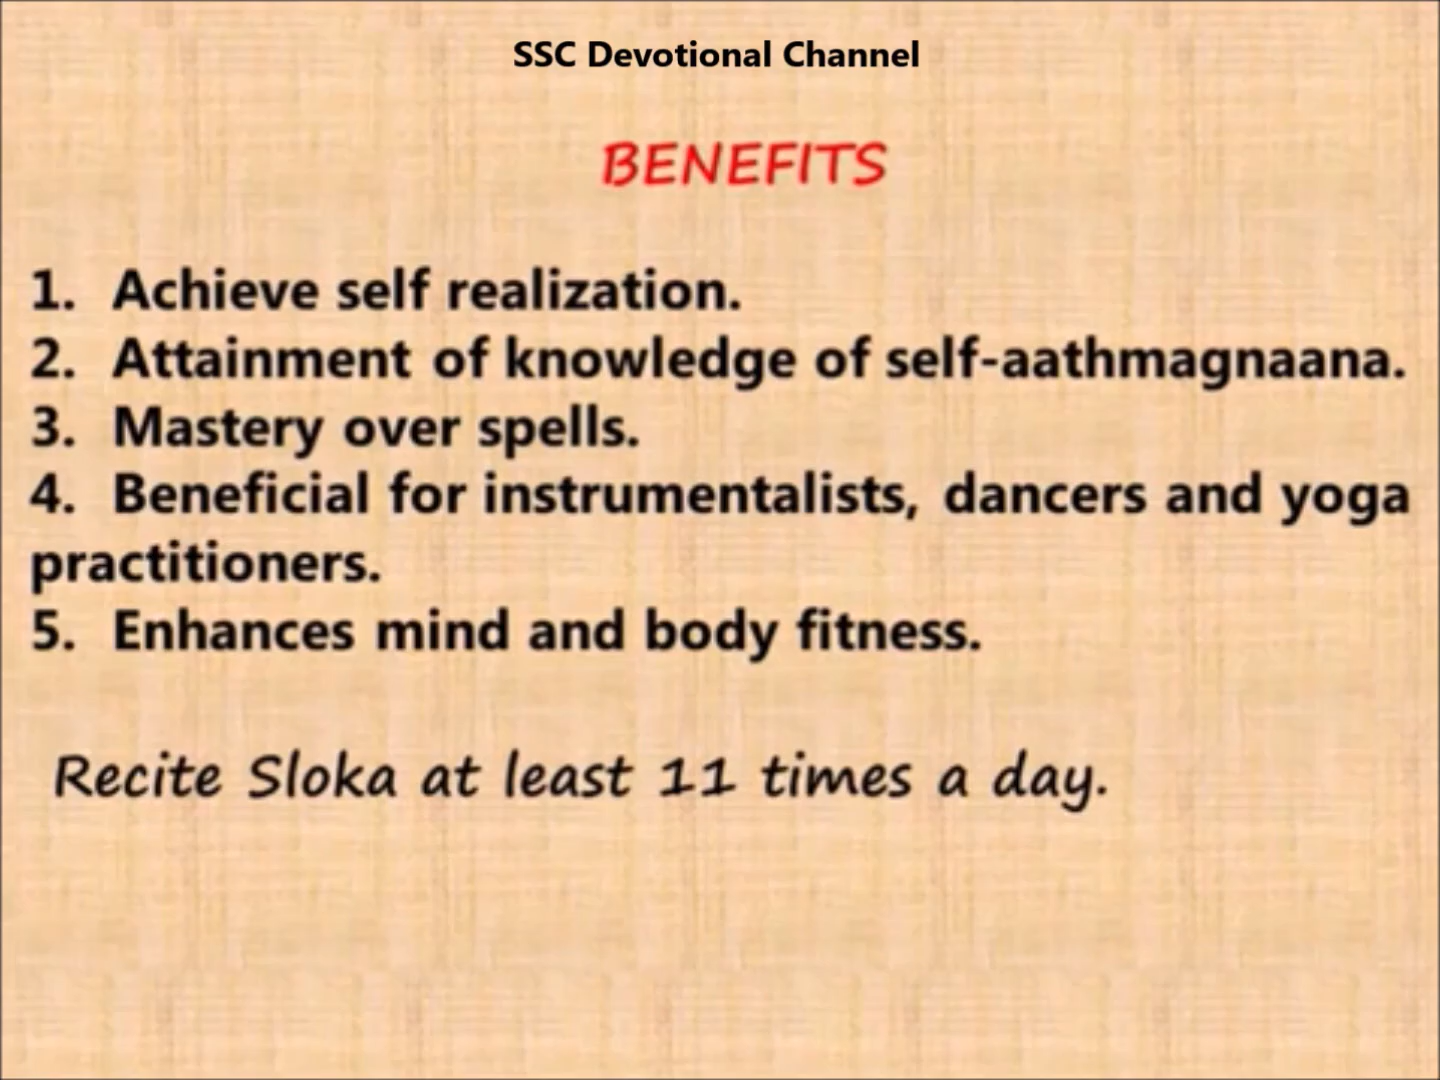 SSC Devotional Channel
BENEFITS
1. Achieve self realization.
2. Attainment of knowledge of self-aathmagnaana.
3. Mastery over spells.
4. Beneficial for instrumentalists, dancers and yoga
practitioners.
5. Enhances mind and body fitness.
Recite Sloka at least 11 times a day.